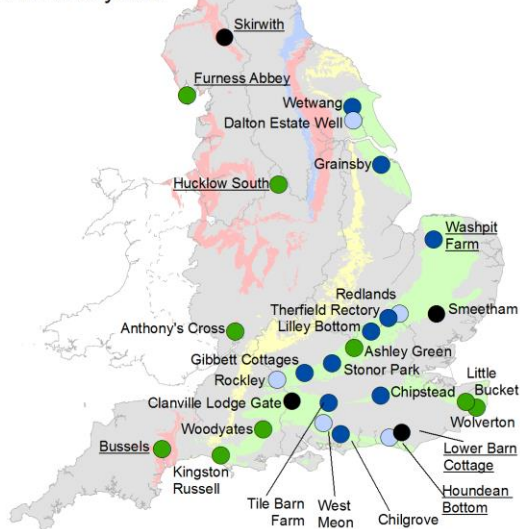 Skirwith
Furness Abbey
Wetwang
Dalton Estate Well
Grainsby
Hucklow South
Washpit
Farm
Redlands
Therfield Rectory
Smeetham
Anthony's Cross
Lilley Bottom
Ashley Green
Gibbett Cottages
Stonor Park
Little
Bucket
Rockley
Chipstead
Clanville Lodge Gate
Wolverton
Woodyates
Bussels
Lower Barn
Cottage
Kingston
Russell
Houndean
Bottom
Tile Barn
Farm
West
Meon
Chilgrove